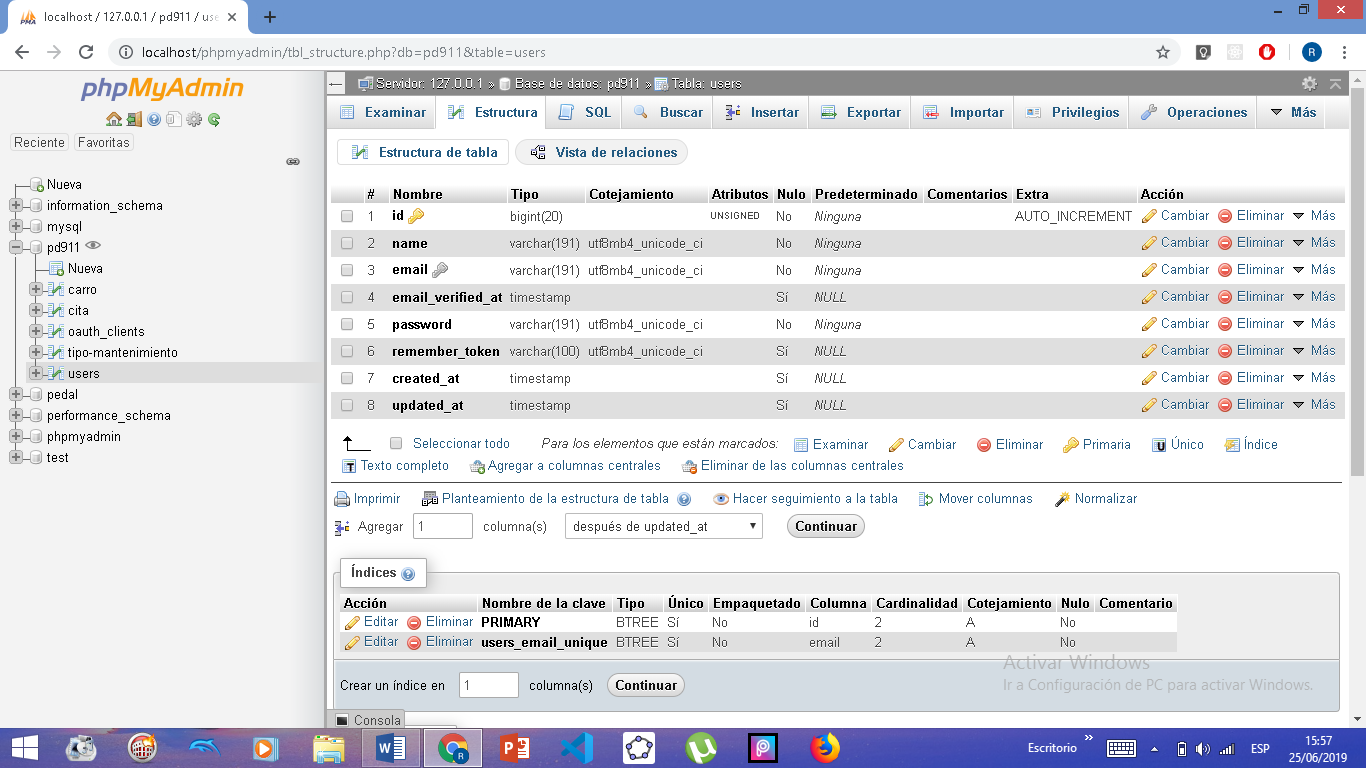 localhost / 127.0.0.1 / pd911 / use
localhost/phpmyadmin/tbl_structure.php?db=pd911&table=users
R
phpMyAdmin
Reciente Favoritas
Nueva
information_schema
mysql
pd911
Nueva
carro
cita
oauth_clients
tipo-mantenimiento
users
pedal
performance_schema
phpmyadmin
test
Servidor: 127.0.0.1 » Base de datos: pd911 » Tabla: users
Examinar Estructura SQL Buscar Insertar Exportar Importar Privilegios Operaciones Más
Estructura de tabla Vista de relaciones
# Nombre Tipo Cotejamiento Atributos Nulo Predeterminado Comentarios Extra Acción
1 id bigint(20) UNSIGNED No Ninguna AUTO_INCREMENT Cambiar Eliminar Más
2 name varchar(191) utf8mb4_unicode_ci No Ninguna Cambiar Eliminar Más
3 email varchar(191) utf8mb4_unicode_ci No Ninguna Cambiar Eliminar Más
4 email_verified_at timestamp Sí NULL Cambiar Eliminar Más
5 password varchar(191) utf8mb4_unicode_ci No Ninguna Cambiar Eliminar Más
6 remember_token varchar(100) utf8mb4_unicode_ci Sí NULL Cambiar Eliminar Más
7 created_at timestamp Sí NULL Cambiar Eliminar Más
8 updated_at timestamp Sí NULL Cambiar Eliminar Más
Seleccionar todo Para los elementos que están marcados: Examinar Cambiar Eliminar Primaria Único Índice
Texto completo Agregar a columnas centrales Eliminar de las columnas centrales
Imprimir Planteamiento de la estructura de tabla Hacer seguimiento a la tabla Mover columnas Normalizar
Agregar 1 columna(s) después de updated_at Continuar
Índices
Acción Nombre de la clave Tipo Único Empaquetado Columna Cardinalidad Cotejamiento Nulo Comentario
Editar Eliminar PRIMARY BTREE Sí No id 2 A No
Editar Eliminar users_email_unique BTREE Sí No email 2 A No
Crear un índice en 1 columna(s) Continuar
Activar Windows
Ir a Configuración de PC para activar Windows.
Consola
Escritorio » ESP
15:57
25/06/2019